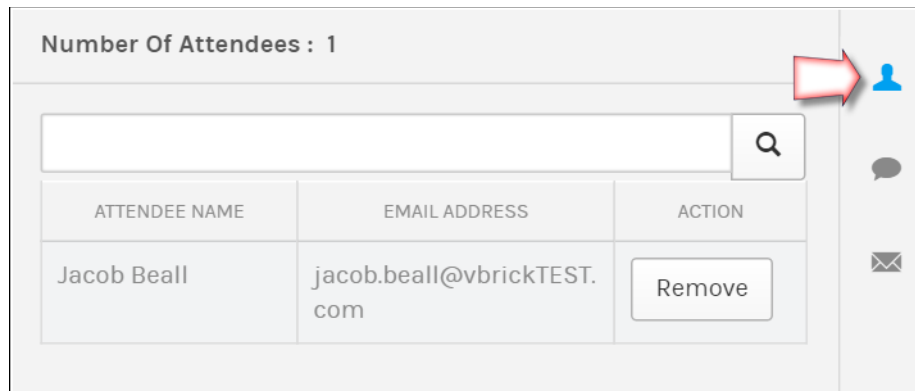 Number Of Attendees : 1
ATTENDEE NAME EMAIL ADDRESS ACTION
Jacob Beall jacob.beall@vbrickTEST. Remove
com